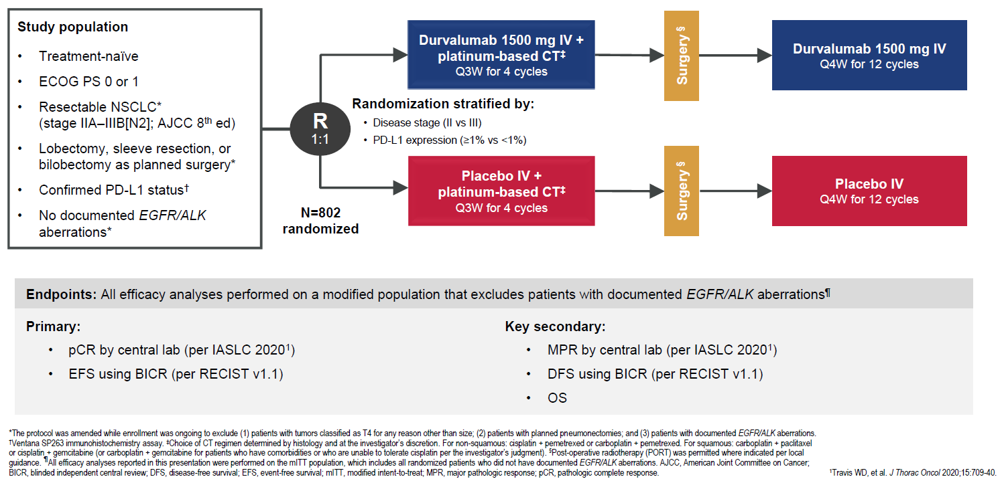 Study population
• Treatment-naïve
• ECOG PS 0 or 1
• Resectable NSCLC*
(stage IIA–IIIB[N2]; AJCC 8th ed)
• Lobectomy, sleeve resection, or
bilobectomy as planned surgery*
• Confirmed PD-L1 status†
• No documented EGFR/ALK
aberrations*
R
1:1
N=802
randomized
Durvalumab 1500 mg IV +
platinum-based CT‡
Q3W for 4 cycles
Surgery§
Durvalumab 1500 mg IV
Q4W for 12 cycles
Randomization stratified by:
• Disease stage (II vs III)
• PD-L1 expression (≥1% vs <1%)
Placebo IV +
platinum-based CT‡
Q3W for 4 cycles
Surgery§
Placebo IV
Q4W for 12 cycles
Endpoints: All efficacy analyses performed on a modified population that excludes patients with documented EGFR/ALK aberrations¶
Primary:
• pCR by central lab (per IASLC 2020¹)
• EFS using BICR (per RECIST v1.1)
Key secondary:
• MPR by central lab (per IASLC 2020¹)
• DFS using BICR (per RECIST v1.1)
• OS
*The protocol was amended while enrollment was ongoing to exclude (1) patients with tumors classified as T4 for any reason other than size; (2) patients with planned pneumonectomies; and (3) patients with documented EGFR/ALK aberrations.
†Ventana SP263 immunohistochemistry assay. ‡Choice of CT regimen determined by histology and at the investigator's discretion. For non-squamous: cisplatin + pemetrexed or carboplatin + pemetrexed. For squamous: carboplatin + paclitaxel
or cisplatin + gemcitabine (or carboplatin + gemcitabine for patients who have comorbidities or who are unable to tolerate cisplatin per the investigator's judgment). §Post-operative radiotherapy (PORT) was permitted where indicated per local
guidance. ¶All efficacy analyses reported in this presentation were performed on the mITT population, which includes all randomized patients who did not have documented EGFR/ALK aberrations. AJCC, American Joint Committee on Cancer;
BICR, blinded independent central review; DFS, disease-free survival; EFS, event-free survival; mITT, modified intent-to-treat; MPR, major pathologic response; pCR, pathologic complete response.
¹Travis WD, et al. J Thorac Oncol 2020;15:709-40.